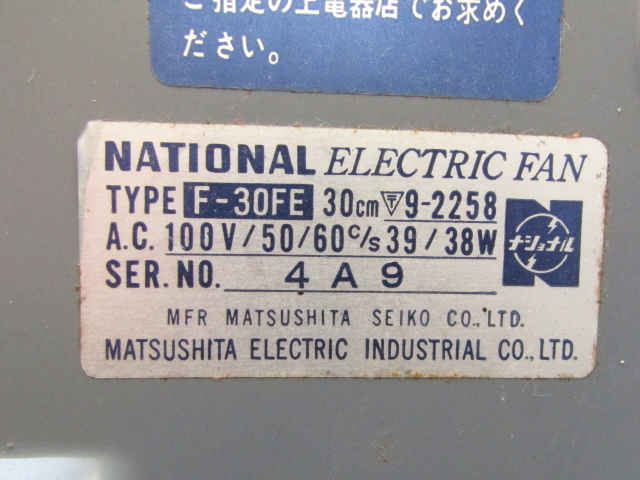 ご指定の上電器店でお求めく
ださい。
NATIONAL ELECTRIC FAN
TYPE F-30FE 30cm 〒9-2258
A.C. 100V/50/60c/s 39/38W
ナショナル
SER. NO. 4A9
MFR MATSUSHITA SEIKO CO., LTD.
MATSUSHITA ELECTRIC INDUSTRIAL CO., LTD.